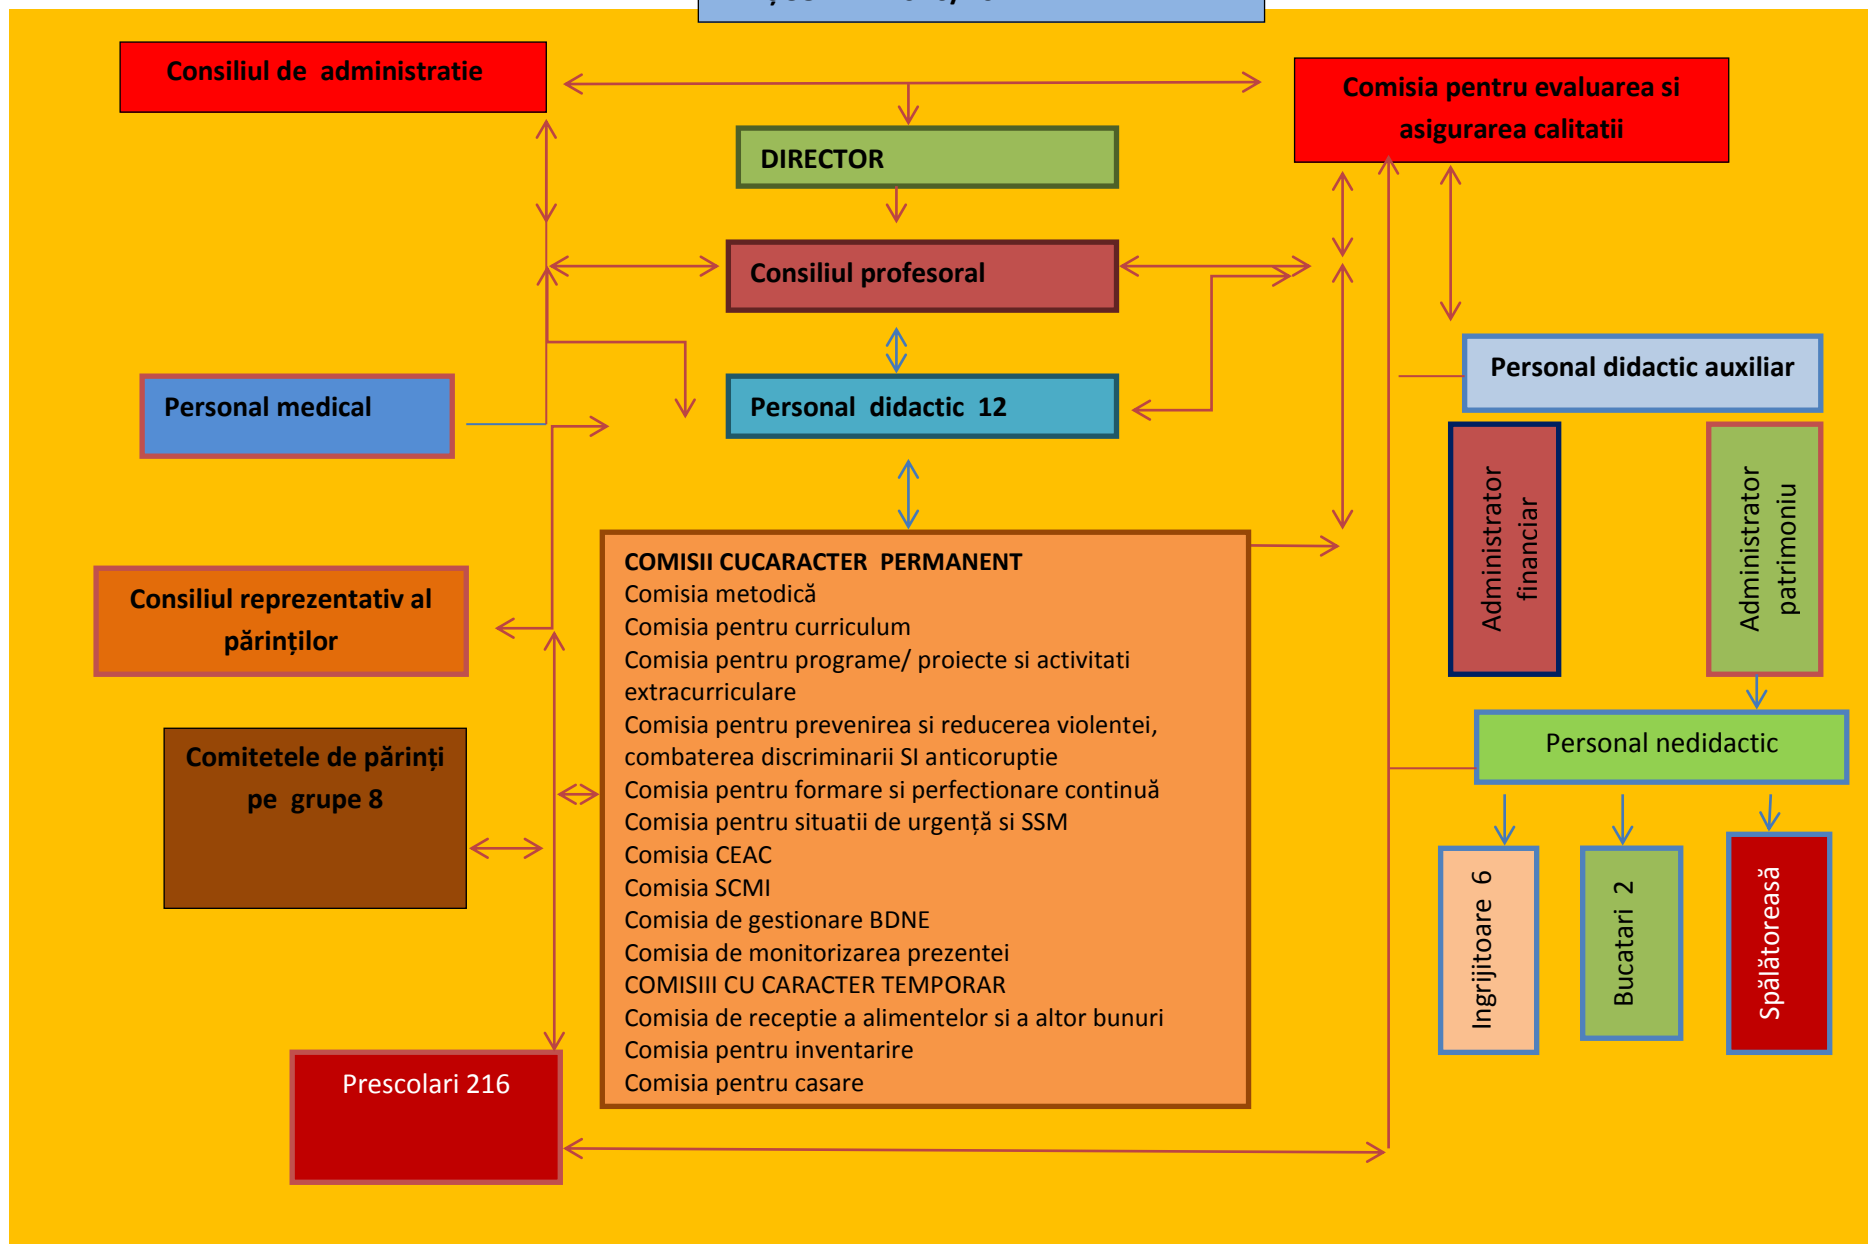 Consiliul de administratie
Comisia pentru evaluarea si
asigurarea calitatii
DIRECTOR
Consiliul profesoral
Personal didactic auxiliar
Personal medical
Personal didactic 12
Administrator
financiar
Administrator
patrimoniu
COMISII CUCARACTER PERMANENT
Comisia metodică
Comisia pentru curriculum
Comisia pentru programe/ proiecte si activitati
extracurriculare
Comisia pentru prevenirea si reducerea violentei,
combaterea discriminarii SI anticoruptie
Comisia pentru formare si perfectionare continuă
Comisia pentru situatii de urgență si SSM
Comisia CEAC
Comisia SCMI
Comisia de gestionare BDNE
Comisia de monitorizarea prezentei
COMISIII CU CARACTER TEMPORAR
Comisia de receptie a alimentelor si a altor bunuri
Comisia pentru inventarire
Comisia pentru casare
Consiliul reprezentativ al
părinților
Comitetele de părinți
pe grupe 8
Personal nedidactic
Ingrijitoare 6
Bucatari 2
Spălătoreasă
Prescolari 216